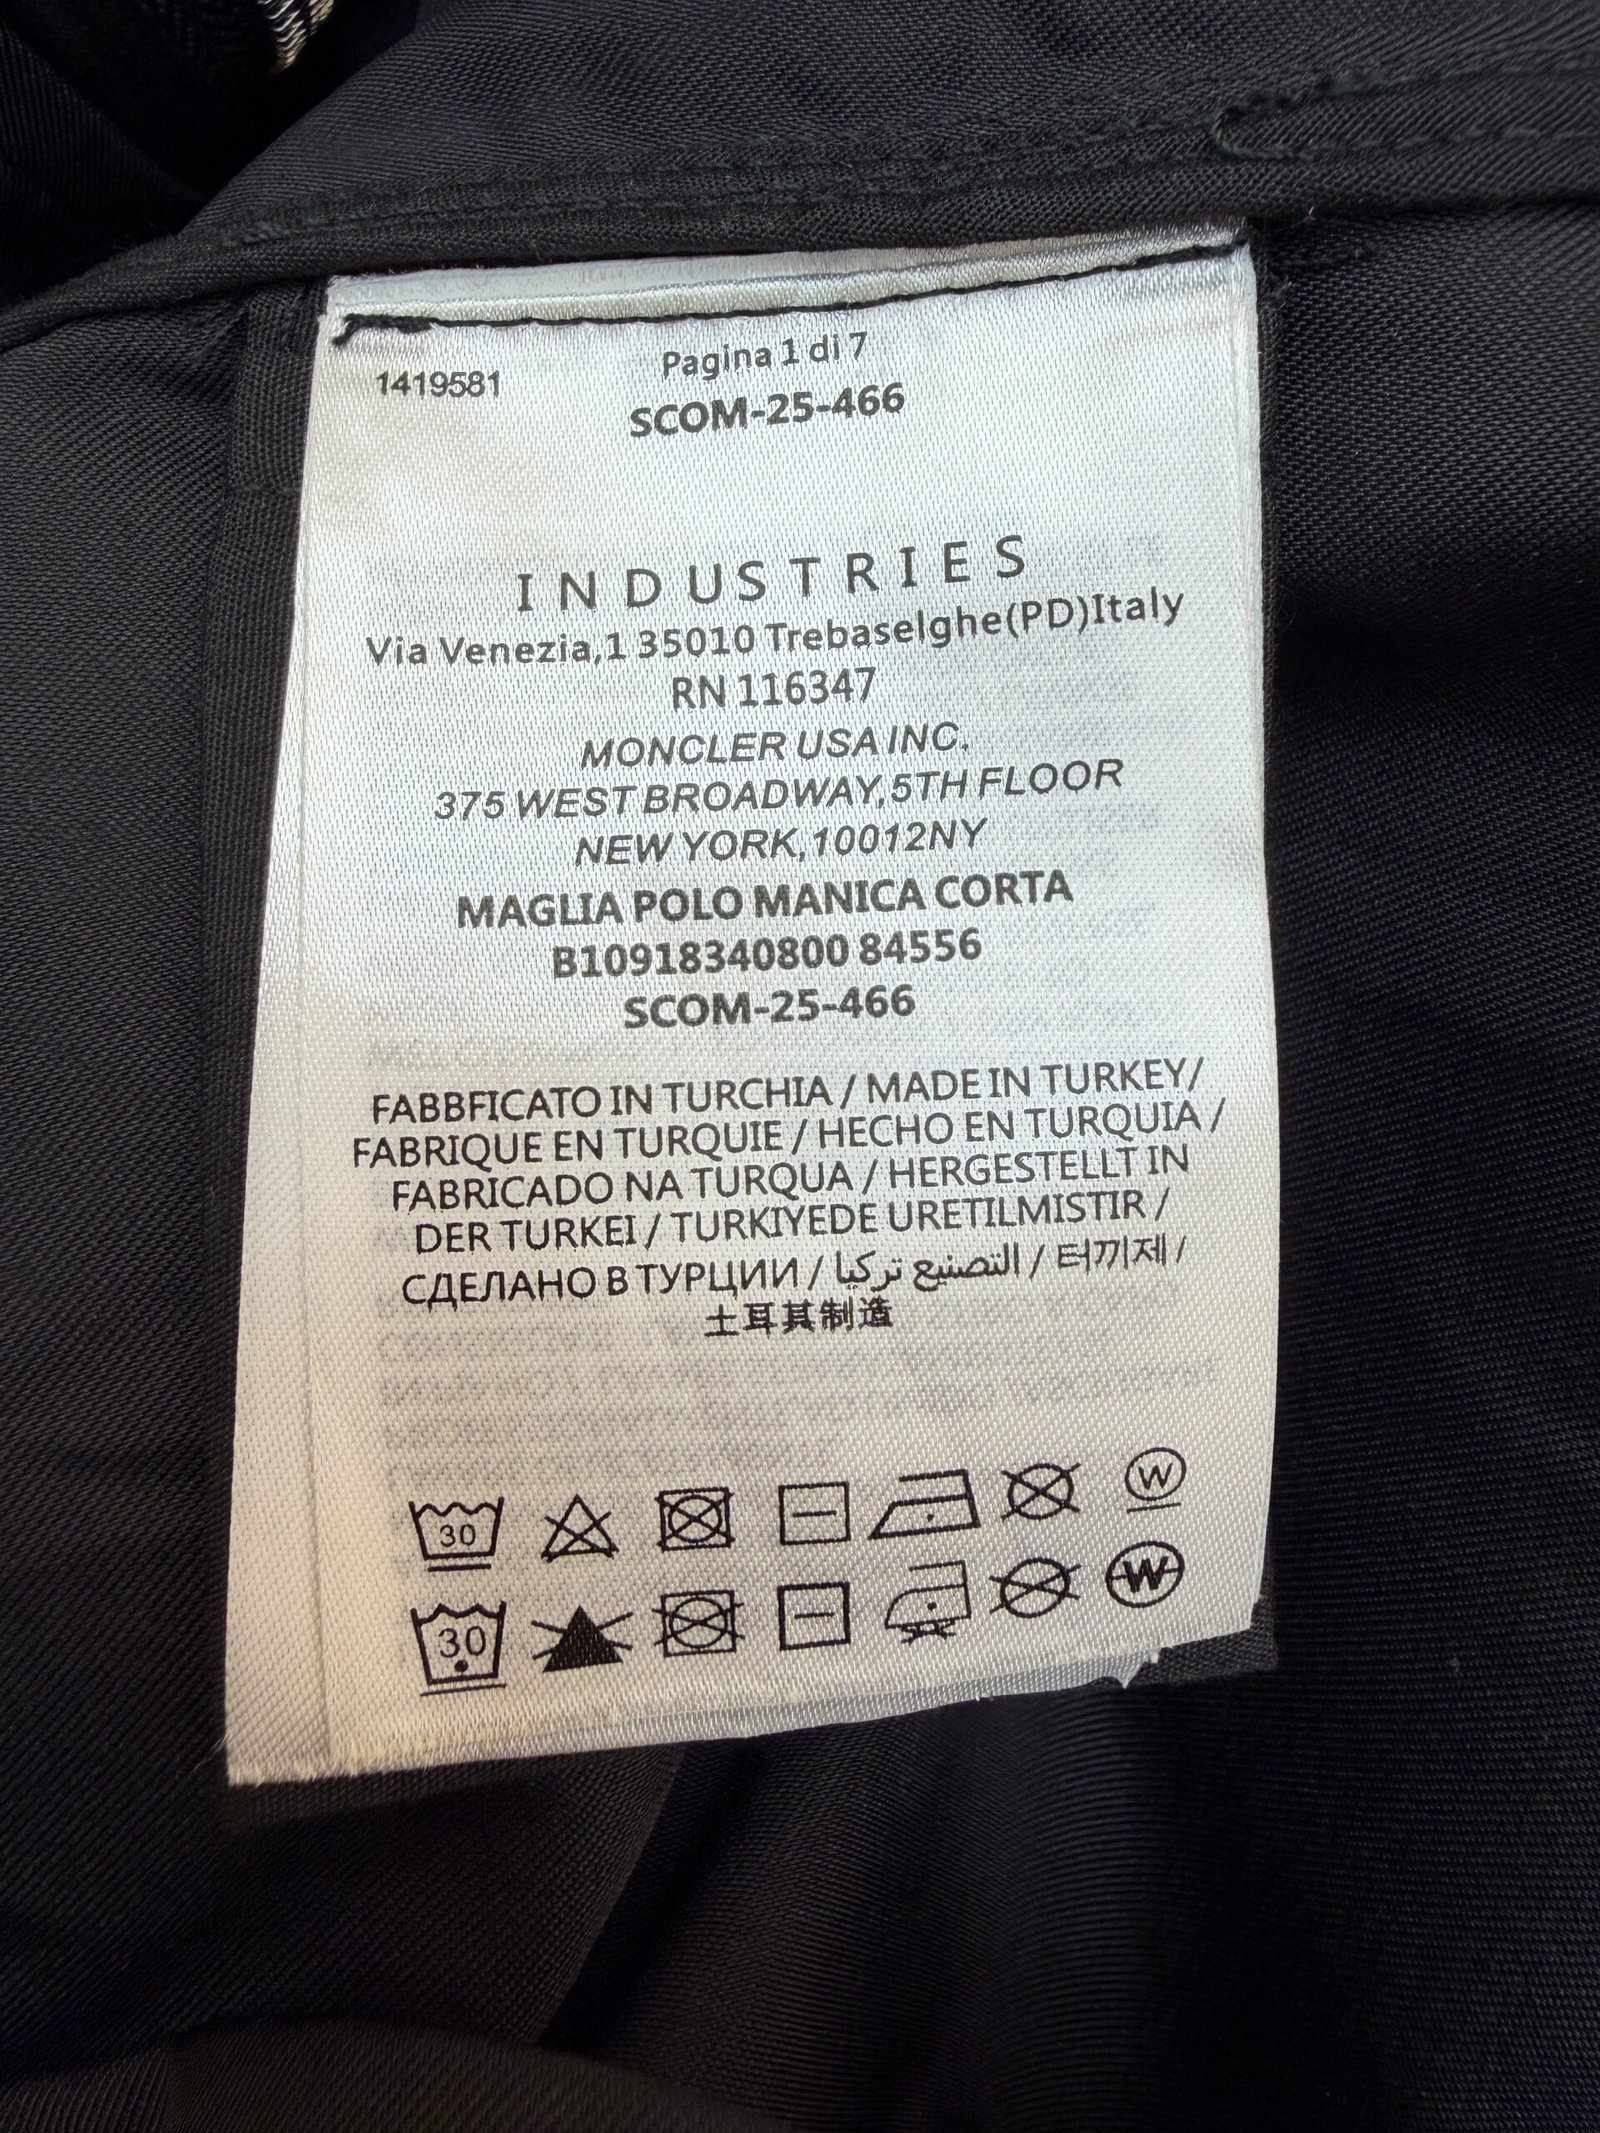 Pagina 1 di 7
1419581
SCOM-25-466
INDUSTRIES
Via Venezia,1 35010 Trebaselghe(PD)Italy
RN 116347
MONCLER USA INC.
375 WEST BROADWAY,5TH FLOOR
NEW YORK,10012NY
MAGLIA POLO MANICA CORTA
B10918340800 84556
SCOM-25-466
FABBFICATO IN TURCHIA / MADE IN TURKEY/
FABRIQUE EN TURQUIE / HECHO EN TURQUIA /
FABRICADO NA TURQUA / HERGESTELLT IN
DER TURKEI / TURKIYEDE URETILMISTIR /
СДЕЛАНО В ТУРЦИИ / التصنيع تركيا / 터끼제 /
土耳其制造
30
W
30
W